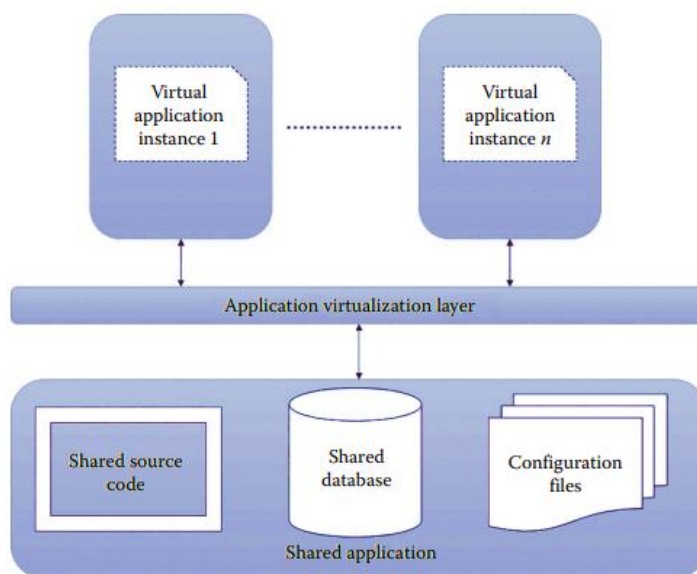 Virtual
application
instance 1
Virtual
application
instance n
Application virtualization layer
Shared source
code
Shared
database
Configuration
files
Shared application